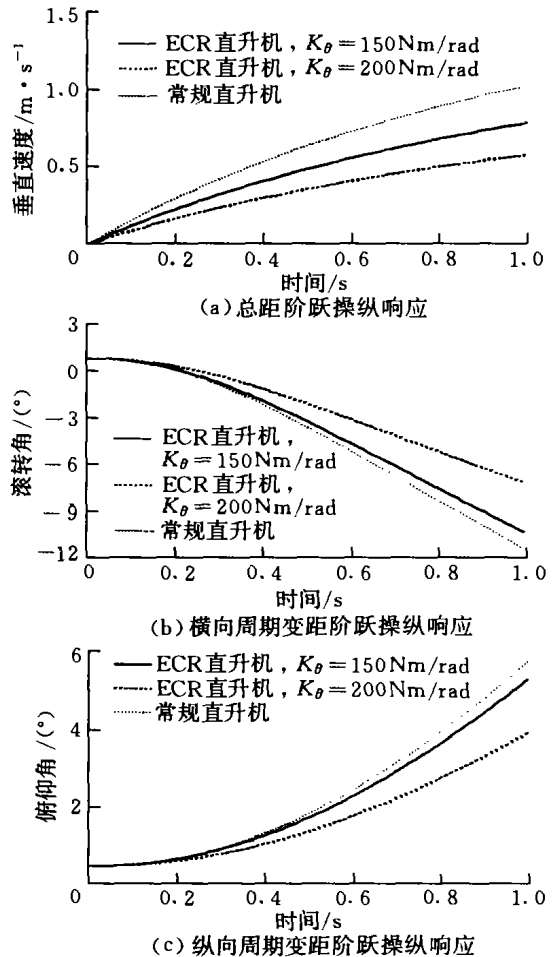 1.5
1.0
0.5
0
垂直速度/m·s⁻¹
ECR直升机，Kθ＝150Nm/rad
ECR直升机，Kθ＝200Nm/rad
常规直升机
0.2 0.4 0.6 0.8 1.0
时间/s
(a)总距阶跃操纵响应
3
0
－3
－6
－9
－12
滚转角/(°)
ECR直升机，
Kθ＝150Nm/rad
ECR直升机，
Kθ＝200Nm/rad
常规直升机
0 0.2 0.4 0.6 0.8 1.0
时间/s
(b)横向周期变距阶跃操纵响应
6
4
2
0
俯仰角/(°)
ECR直升机，Kθ＝150Nm/rad
ECR直升机，Kθ＝200Nm/rad
常规直升机
0.2 0.4 0.6 0.8 1.0
时间/s
(c)纵向周期变距阶跃操纵响应